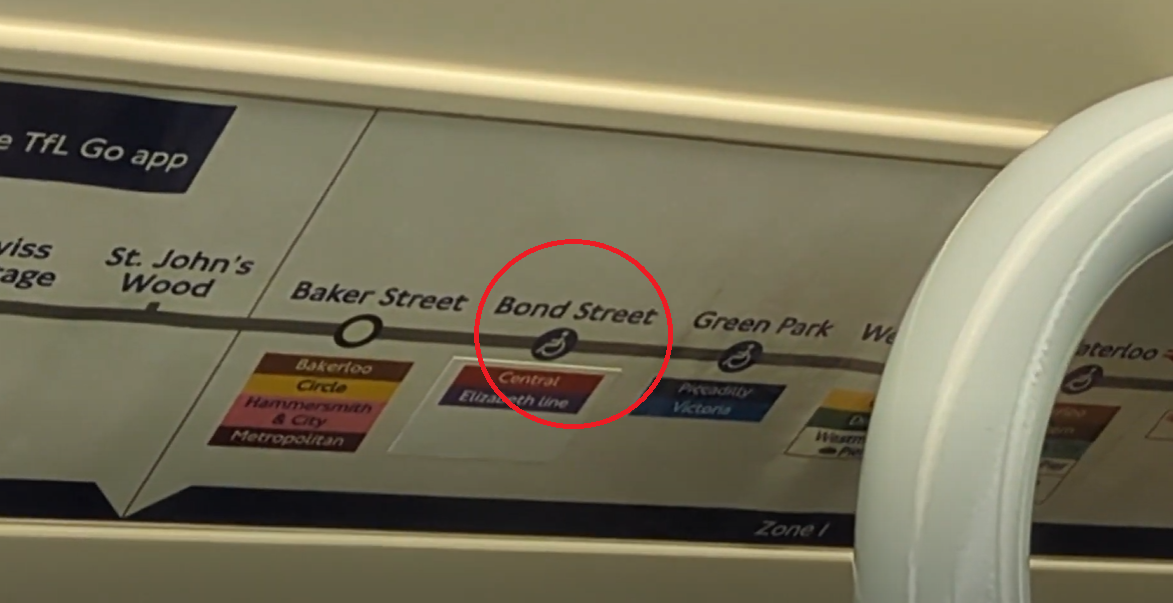 TfL Go app
St. John's
Wood
Baker Street
Bakerloo
Circle
Hammersmith
& City
Metropolitan
Bond Street
Central
Elizabeth line
Green Park
Piccadilly
Victoria
Zone 1